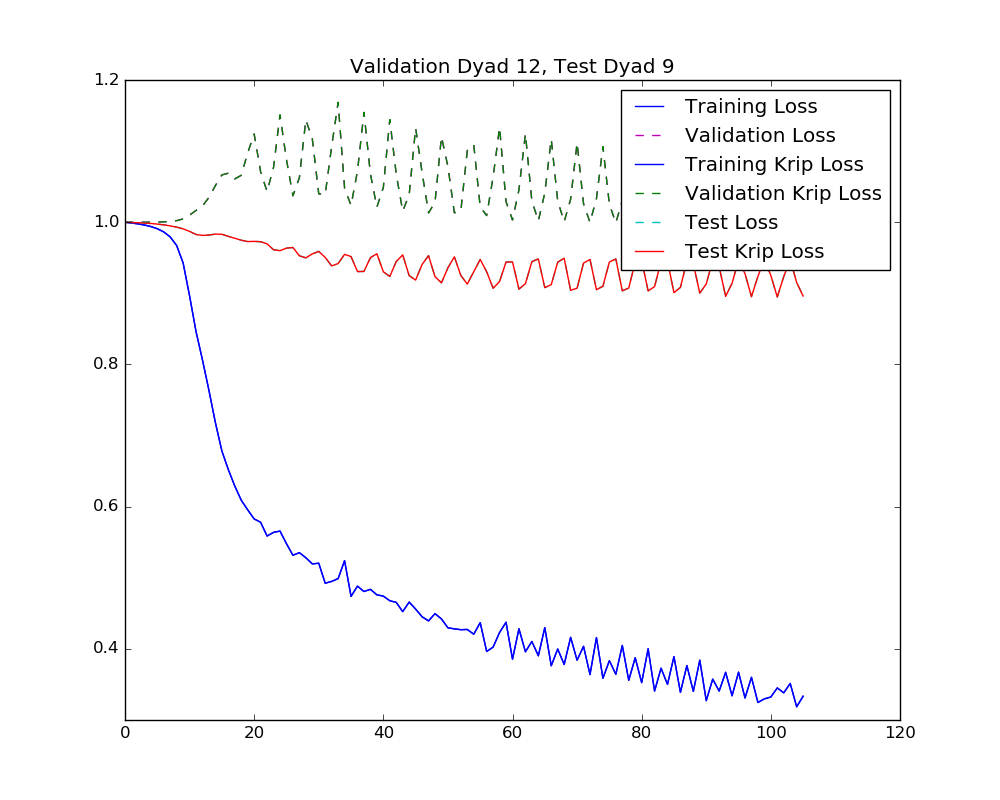 Validation Dyad 12, Test Dyad 9
1.2
1.0
0.8
0.6
0.4
Training Loss
Validation Loss
Training Krip Loss
Validation Krip Loss
Test Loss
Test Krip Loss
0 20 40 60 80 100 120